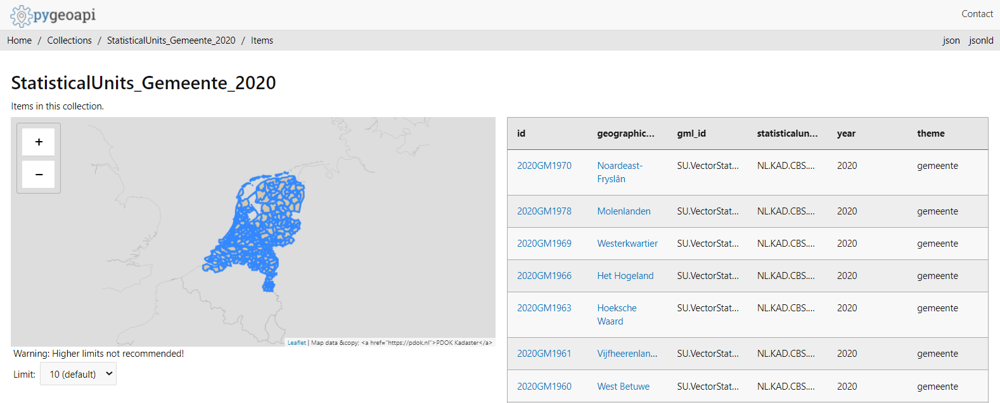 pygeoapi
Contact
Home / Collections / StatisticalUnits_Gemeente_2020 / Items
json jsonld
StatisticalUnits_Gemeente_2020
Items in this collection.
+
−
Leaflet | Map data &copy; <a href="https://pdok.nl">PDOK Kadaster</a>
Warning: Higher limits not recommended!
Limit: 10 (default)
id geographic... gml_id statisticalun... year theme
2020GM1970 Noardeast- SU.VectorStat... NL.KAD.CBS.... 2020 gemeente
Fryslân
2020GM1978 Molenlanden SU.VectorStat... NL.KAD.CBS.... 2020 gemeente
2020GM1969 Westerkwartier SU.VectorStat... NL.KAD.CBS.... 2020 gemeente
2020GM1966 Het Hogeland SU.VectorStat... NL.KAD.CBS.... 2020 gemeente
2020GM1963 Hoeksche SU.VectorStat... NL.KAD.CBS.... 2020 gemeente
Waard
2020GM1961 Vijfheerenlan... SU.VectorStat... NL.KAD.CBS.... 2020 gemeente
2020GM1960 West Betuwe SU.VectorStat... NL.KAD.CBS.... 2020 gemeente